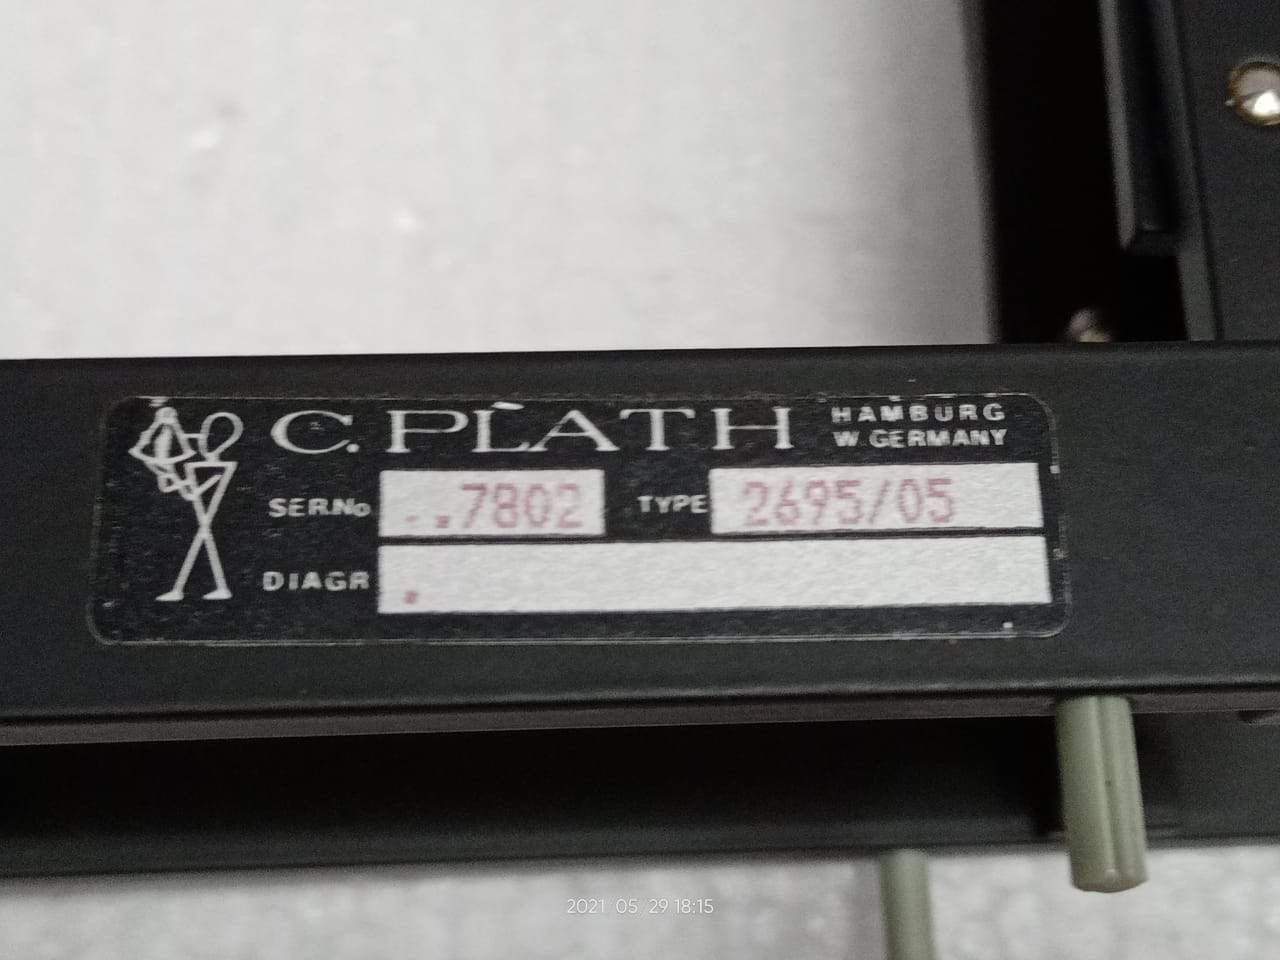 C. PLATH HAMBURG
W. GERMANY
SER.No ..7802 TYPE 2695/05
DIAGR .
2021 05 29 18:15